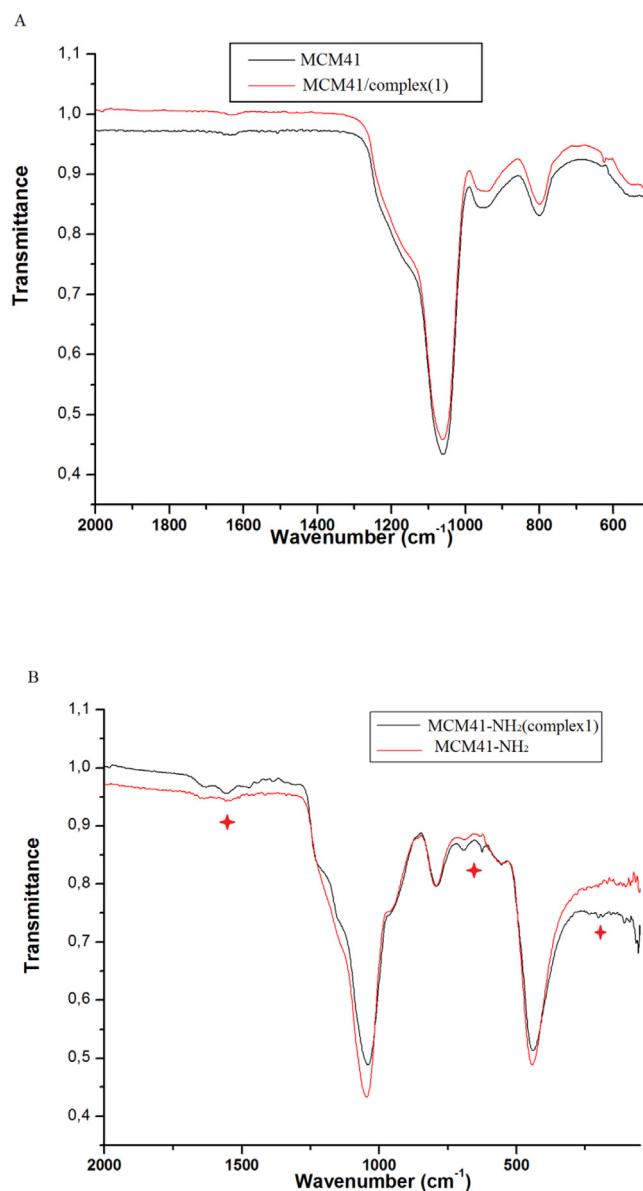 A
1,1
MCM41
MCM41/complex(1)
1,0
0,9
0,8
0,7
0,6
0,5
0,4
Transmittance
2000 1800 1600 1400 1200 1000 800 600
Wavenumber (cm-1)
B
1,1
MCM41-NH2(complex1)
MCM41-NH2
1,0
0,9
0,8
0,7
0,6
0,5
0,4
Transmittance
2000 1500 1000 500
Wavenumber (cm-1)